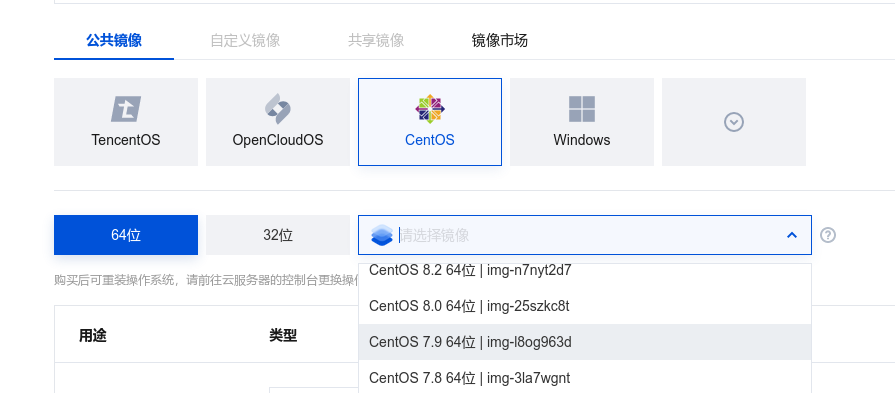 公共镜像 自定义镜像 共享镜像 镜像市场
TencentOS OpenCloudOS CentOS Windows
64位 32位 请选择镜像
购买后可重装操作系统，请前往云服务器的控制台更换操作
CentOS 8.2 64位 | img-n7nyt2d7
CentOS 8.0 64位 | img-25szkc8t
用途 类型
CentOS 7.9 64位 | img-l8og963d
CentOS 7.8 64位 | img-3la7wgnt